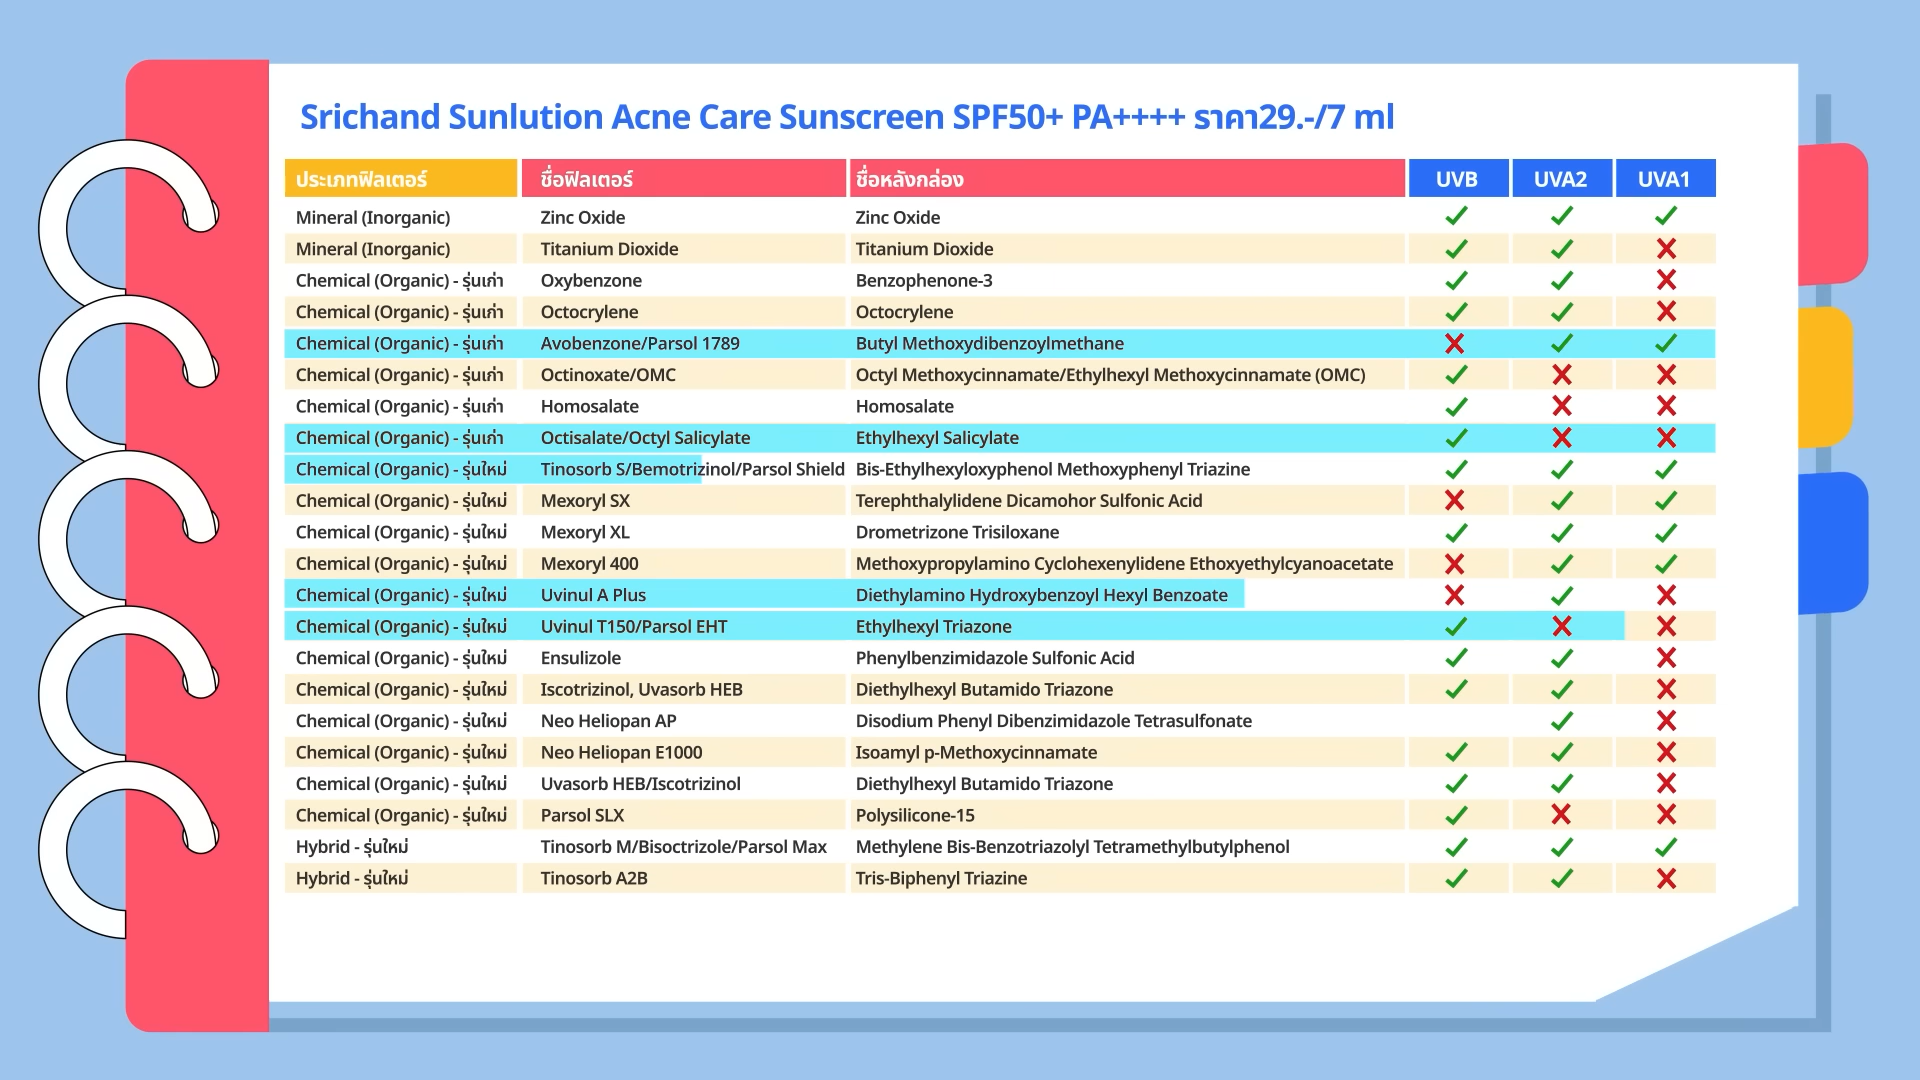 Srichand Sunlution Acne Care Sunscreen SPF50+ PA++++ ราคา29.-/7 ml
ประเภทฟิลเตอร์ ชื่อฟิลเตอร์ ชื่อหลังกล่อง UVB UVA2 UVA1
Mineral (Inorganic) Zinc Oxide Zinc Oxide
Mineral (Inorganic) Titanium Dioxide Titanium Dioxide
Chemical (Organic) - รุ่นเก่า Oxybenzone Benzophenone-3
Chemical (Organic) - รุ่นเก่า Octocrylene Octocrylene
Chemical (Organic) - รุ่นเก่า Avobenzone/Parsol 1789 Butyl Methoxydibenzoylmethane
Chemical (Organic) - รุ่นเก่า Octinoxate/OMC Octyl Methoxycinnamate/Ethylhexyl Methoxycinnamate (OMC)
Chemical (Organic) - รุ่นเก่า Homosalate Homosalate
Chemical (Organic) - รุ่นเก่า Octisalate/Octyl Salicylate Ethylhexyl Salicylate
Chemical (Organic) - รุ่นใหม่ Tinosorb S/Bemotrizinol/Parsol Shield Bis-Ethylhexyloxyphenol Methoxyphenyl Triazine
Chemical (Organic) - รุ่นใหม่ Mexoryl SX Terephthalylidene Dicamohor Sulfonic Acid
Chemical (Organic) - รุ่นใหม่ Mexoryl XL Drometrizone Trisiloxane
Chemical (Organic) - รุ่นใหม่ Mexoryl 400 Methoxypropylamino Cyclohexenylidene Ethoxyethylcyanoacetate
Chemical (Organic) - รุ่นใหม่ Uvinul A Plus Diethylamino Hydroxybenzoyl Hexyl Benzoate
Chemical (Organic) - รุ่นใหม่ Uvinul T150/Parsol EHT Ethylhexyl Triazone
Chemical (Organic) - รุ่นใหม่ Ensulizole Phenylbenzimidazole Sulfonic Acid
Chemical (Organic) - รุ่นใหม่ Iscotrizinol, Uvasorb HEB Diethylhexyl Butamido Triazone
Chemical (Organic) - รุ่นใหม่ Neo Heliopan AP Disodium Phenyl Dibenzimidazole Tetrasulfonate
Chemical (Organic) - รุ่นใหม่ Neo Heliopan E1000 Isoamyl p-Methoxycinnamate
Chemical (Organic) - รุ่นใหม่ Uvasorb HEB/Iscotrizinol Diethylhexyl Butamido Triazone
Chemical (Organic) - รุ่นใหม่ Parsol SLX Polysilicone-15
Hybrid - รุ่นใหม่ Tinosorb M/Bisoctrizole/Parsol Max Methylene Bis-Benzotriazolyl Tetramethylbutylphenol
Hybrid - รุ่นใหม่ Tinosorb A2B Tris-Biphenyl Triazine